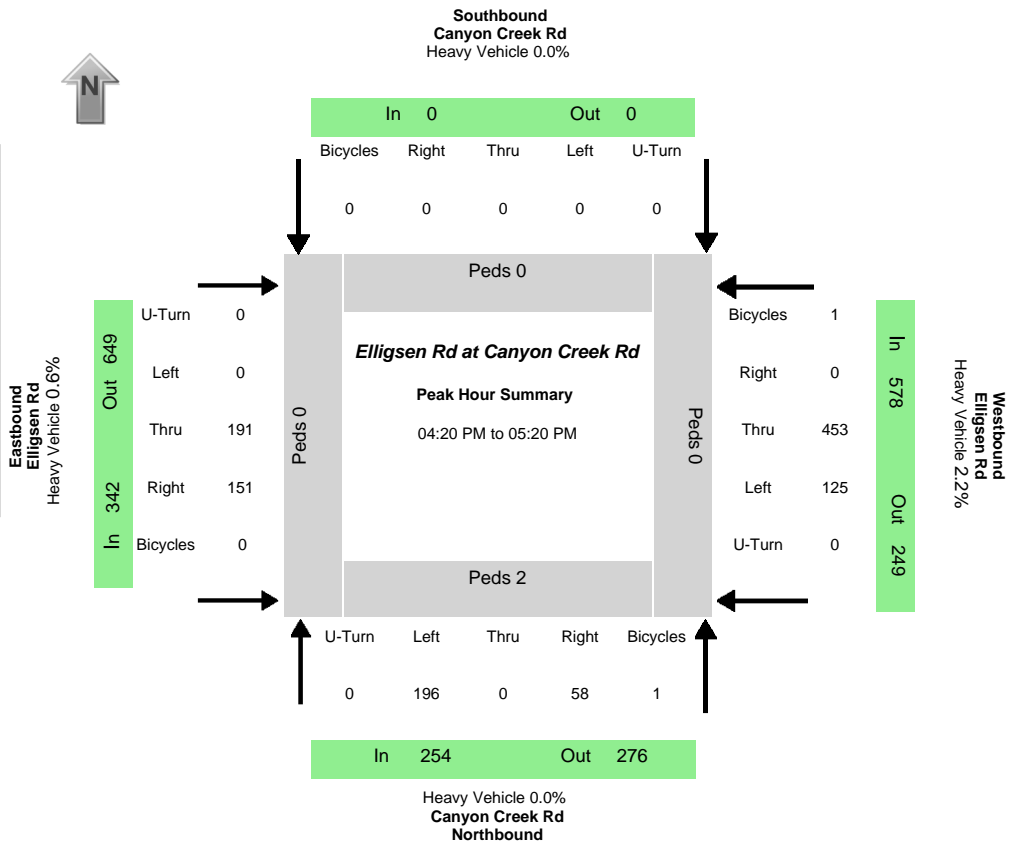 Southbound
Canyon Creek Rd
Heavy Vehicle 0.0%
N
In 0 Out 0
Bicycles Right Thru Left U-Turn
0 0 0 0 0
Peds 0
Eastbound
Elligsen Rd
Heavy Vehicle 0.6%
Out 649
In 342
U-Turn 0
Left 0
Thru 191
Right 151
Bicycles 0
Peds 0
Elligsen Rd at Canyon Creek Rd
Peak Hour Summary
04:20 PM to 05:20 PM
Peds 0
Bicycles 1
Right 0
Thru 453
Left 125
U-Turn 0
In 578
Out 249
Westbound
Elligsen Rd
Heavy Vehicle 2.2%
Peds 2
U-Turn Left Thru Right Bicycles
0 196 0 58 1
In 254 Out 276
Heavy Vehicle 0.0%
Canyon Creek Rd
Northbound